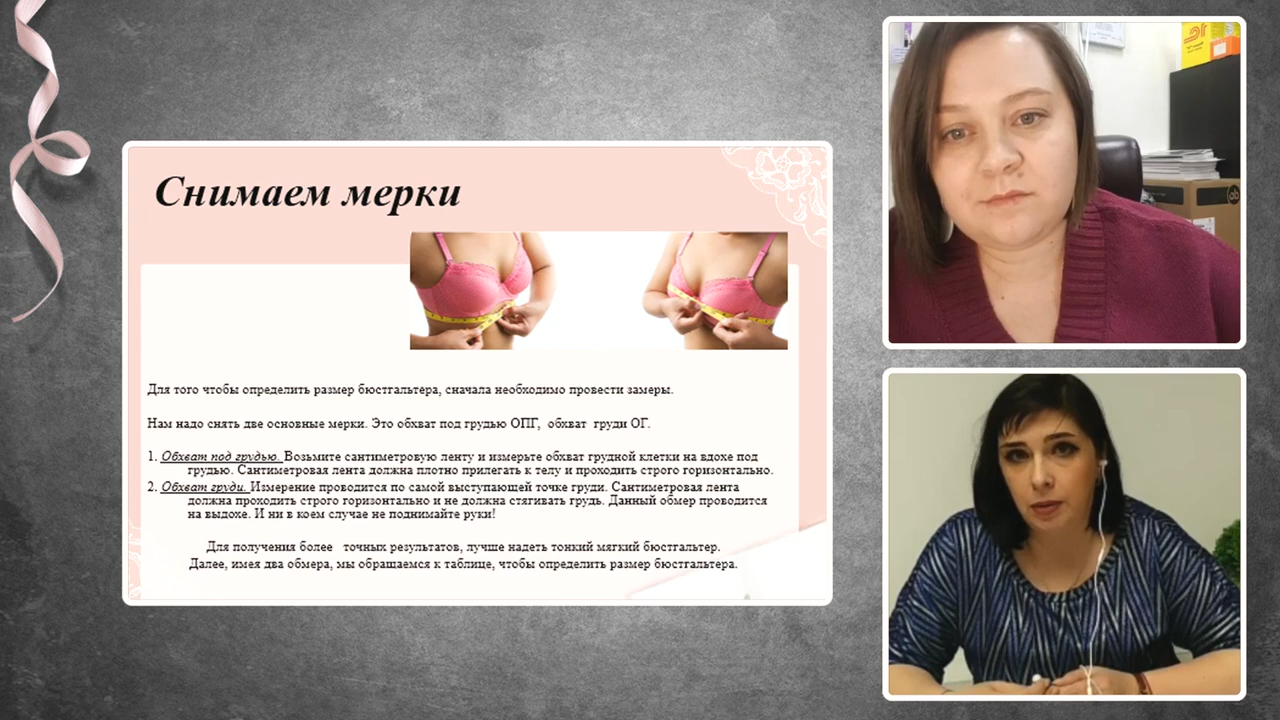 Снимаем мерки
Для того чтобы определить размер бюстгальтера, сначала необходимо провести замеры.
Нам надо снять две основные мерки. Это обхват под грудью ОПГ, обхват груди ОГ.
1. Обхват под грудью. Возьмите сантиметровую ленту и измерьте обхват грудной клетки на вдохе под
грудью. Сантиметровая лента должна плотно прилегать к телу и проходить строго горизонтально.
2. Обхват груди. Измерение проводится по самой выступающей точке груди. Сантиметровая лента
должна проходить строго горизонтально и не должна стягивать грудь. Данный обмер проводится
на выдохе. И ни в коем случае не поднимайте руки!
Для получения более точных результатов, лучше надеть тонкий мягкий бюстгалтер.
Далее, имея два обмера, мы обращаемся к таблице, чтобы определить размер бюстгальтера.